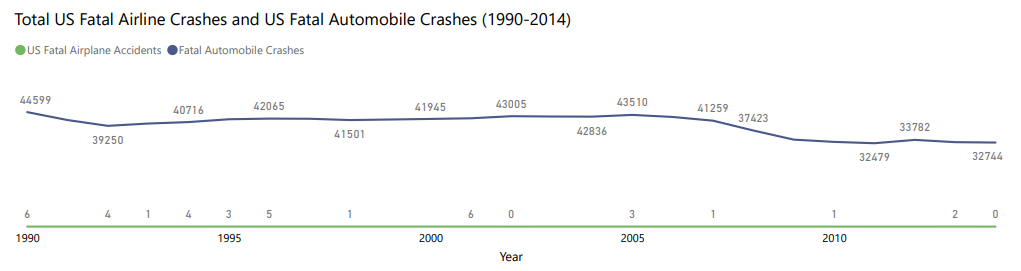 Total US Fatal Airline Crashes and US Fatal Automobile Crashes (1990-2014)
US Fatal Airplane Accidents Fatal Automobile Crashes
44599 39250 40716 42065 41501 41945 43005 42836 43510 41259 37423 32479 33782 32744
6 4 1 4 3 5 1 6 0 3 1 1 2 0
1990 1995 2000 2005 2010
Year